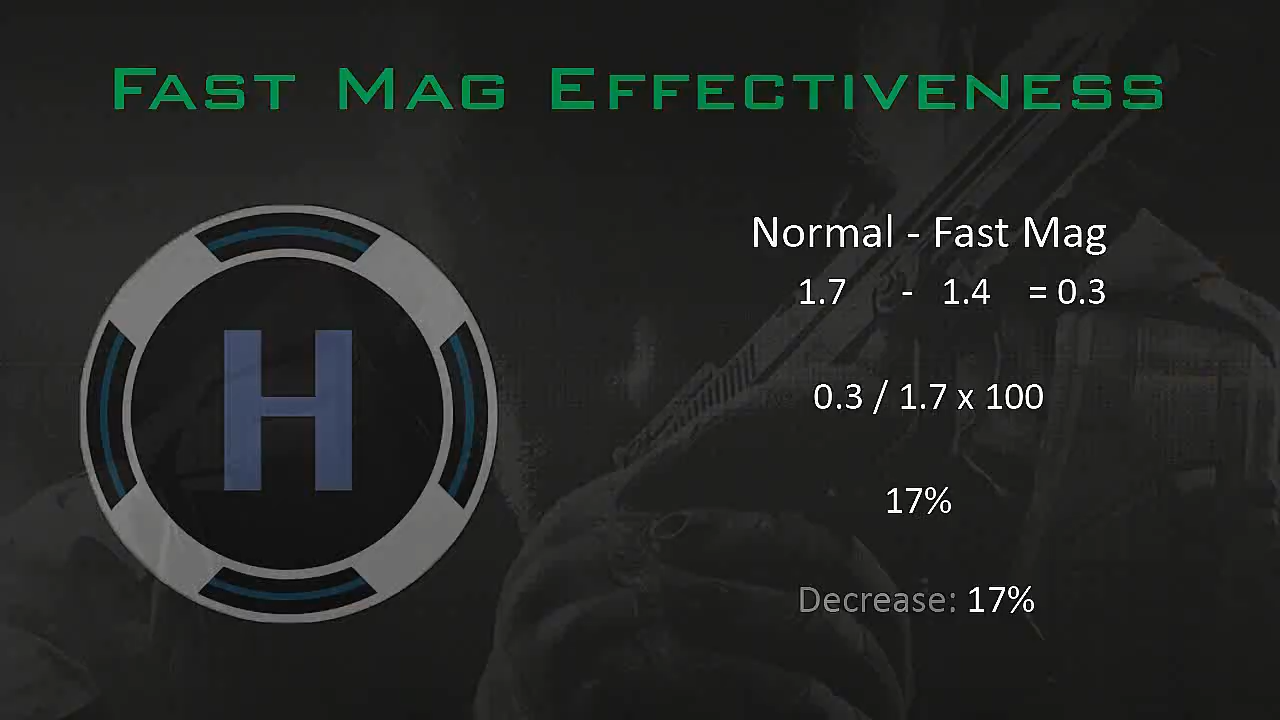 FAST MAG EFFECTIVENESS
H
Normal - Fast Mag
1.7 - 1.4 = 0.3
0.3 / 1.7 x 100
17%
Decrease: 17%